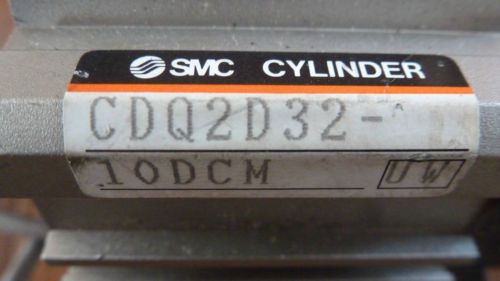 SMC CYLINDER
CDQ2D32-
10DCM UW